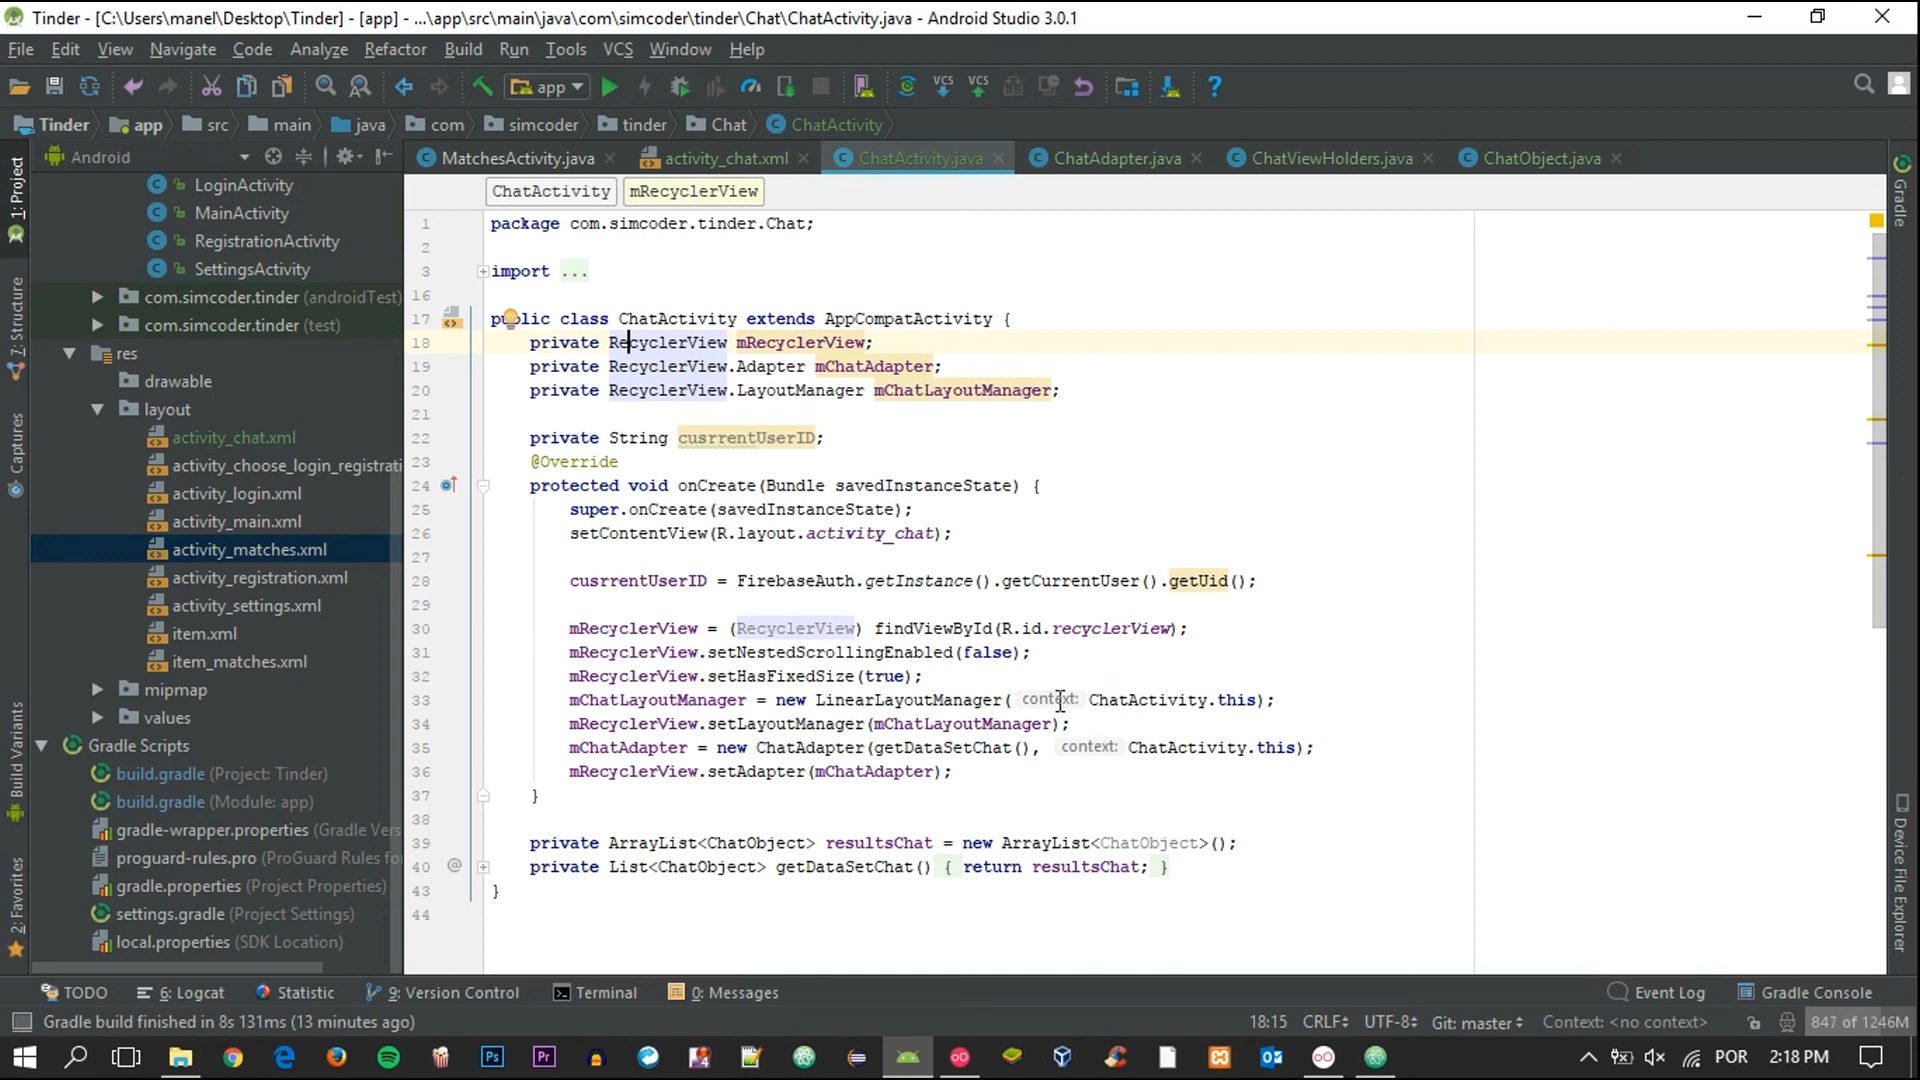 Tinder - [C:\Users\manel\Desktop\Tinder] - [app] - ...\app\src\main\java\com\simcoder\tinder\Chat\ChatActivity.java - Android Studio 3.0.1
File Edit View Navigate Code Analyze Refactor Build Run Tools VCS Window Help
app VCS VCS
Tinder app src main java com simcoder tinder Chat ChatActivity
Android
MatchesActivity.java activity_chat.xml ChatActivity.java ChatAdapter.java ChatViewHolders.java ChatObject.java
ChatActivity mRecyclerView
1: Project
7: Structure
Captures
Build Variants
2: Favorites
LoginActivity
MainActivity
RegistrationActivity
SettingsActivity
com.simcoder.tinder (androidTest)
com.simcoder.tinder (test)
res
drawable
layout
activity_chat.xml
activity_choose_login_registrati
activity_login.xml
activity_main.xml
activity_matches.xml
activity_registration.xml
activity_settings.xml
item.xml
item_matches.xml
mipmap
values
Gradle Scripts
build.gradle (Project: Tinder)
build.gradle (Module: app)
gradle-wrapper.properties (Gradle Vers
proguard-rules.pro (ProGuard Rules fo
gradle.properties (Project Properties)
settings.gradle (Project Settings)
local.properties (SDK Location)
1 package com.simcoder.tinder.Chat;
2
3 import ...
16
17 public class ChatActivity extends AppCompatActivity {
18 private RecyclerView mRecyclerView;
19 private RecyclerView.Adapter mChatAdapter;
20 private RecyclerView.LayoutManager mChatLayoutManager;
21
22 private String cusrrentUserID;
23 @Override
24 protected void onCreate(Bundle savedInstanceState) {
25 super.onCreate(savedInstanceState);
26 setContentView(R.layout.activity_chat);
27
28 cusrrentUserID = FirebaseAuth.getInstance().getCurrentUser().getUid();
29
30 mRecyclerView = (RecyclerView) findViewById(R.id.recyclerView);
31 mRecyclerView.setNestedScrollingEnabled(false);
32 mRecyclerView.setHasFixedSize(true);
33 mChatLayoutManager = new LinearLayoutManager( context: ChatActivity.this);
34 mRecyclerView.setLayoutManager(mChatLayoutManager);
35 mChatAdapter = new ChatAdapter(getDataSetChat(), context: ChatActivity.this);
36 mRecyclerView.setAdapter(mChatAdapter);
37 }
38
39 private ArrayList<ChatObject> resultsChat = new ArrayList<ChatObject>();
40 private List<ChatObject> getDataSetChat() { return resultsChat; }
43 }
44
Gradle
Device File Explorer
TODO 6: Logcat Statistic 9: Version Control Terminal 0: Messages Event Log Gradle Console
Gradle build finished in 8s 131ms (13 minutes ago) 18:15 CRLF UTF-8 Git: master Context: <no context> 847 of 1246M
Ps Pr POR 2:18 PM